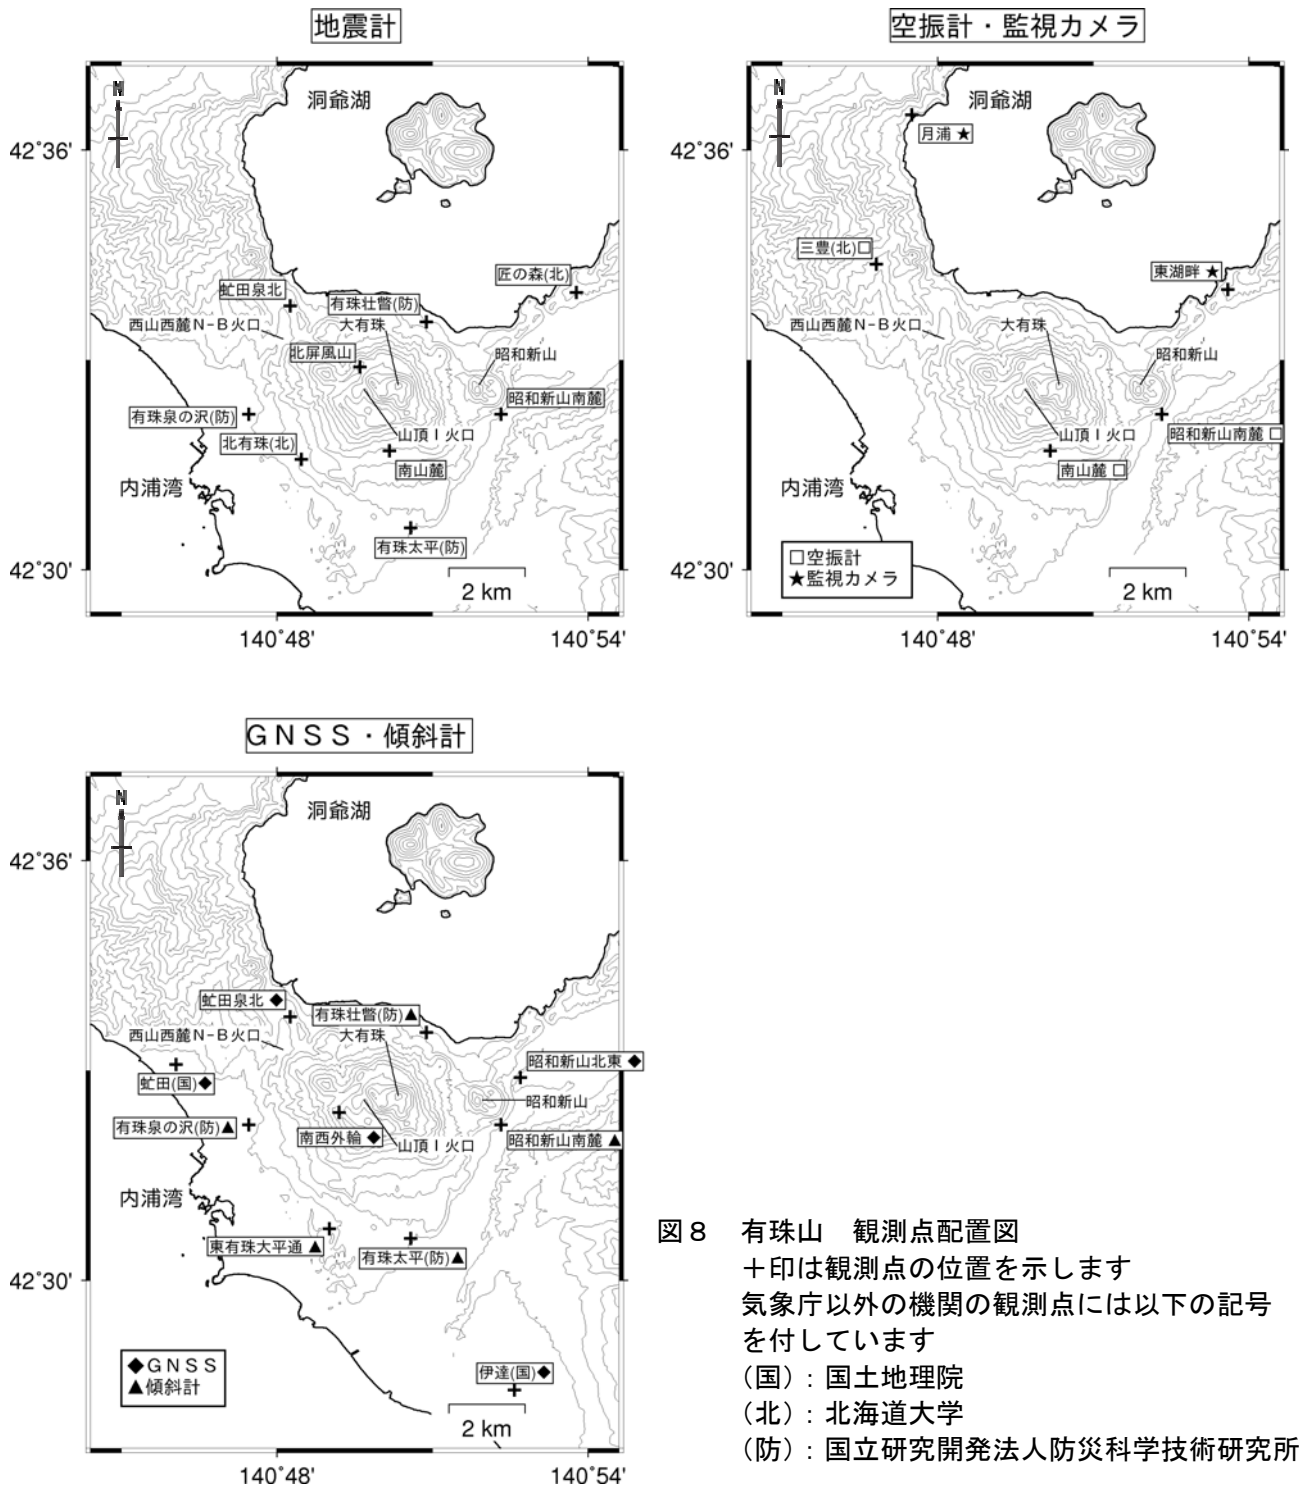 地震計
N
洞爺湖
42°36'
匠の森(北)
虻田泉北
有珠壮瞥(防)
西山西麓N-B火口
大有珠
北屏風山
昭和新山
昭和新山南麓
有珠泉の沢(防)
山頂Ⅰ火口
北有珠(北)
南山麓
内浦湾
有珠太平(防)
42°30'
2 km
140°48'
140°54'
空振計・監視カメラ
N
洞爺湖
月浦 ★
42°36'
三豊(北)□
東湖畔 ★
西山西麓N-B火口
大有珠
昭和新山
山頂Ⅰ火口
昭和新山南麓 □
南山麓 □
内浦湾
□空振計
★監視カメラ
42°30'
2 km
140°48'
140°54'
GNSS・傾斜計
N
洞爺湖
42°36'
虻田泉北 ◆
有珠壮瞥(防)▲
西山西麓N-B火口
大有珠
昭和新山北東 ◆
虻田(国)◆
昭和新山
有珠泉の沢(防)▲
南西外輪 ◆
山頂Ⅰ火口
昭和新山南麓 ▲
内浦湾
東有珠大平通 ▲
有珠太平(防)▲
42°30'
◆GNSS
▲傾斜計
伊達(国)◆
2 km
140°48'
140°54'
図8 有珠山 観測点配置図
+印は観測点の位置を示します
気象庁以外の機関の観測点には以下の記号
を付しています
(国):国土地理院
(北):北海道大学
(防):国立研究開発法人防災科学技術研究所